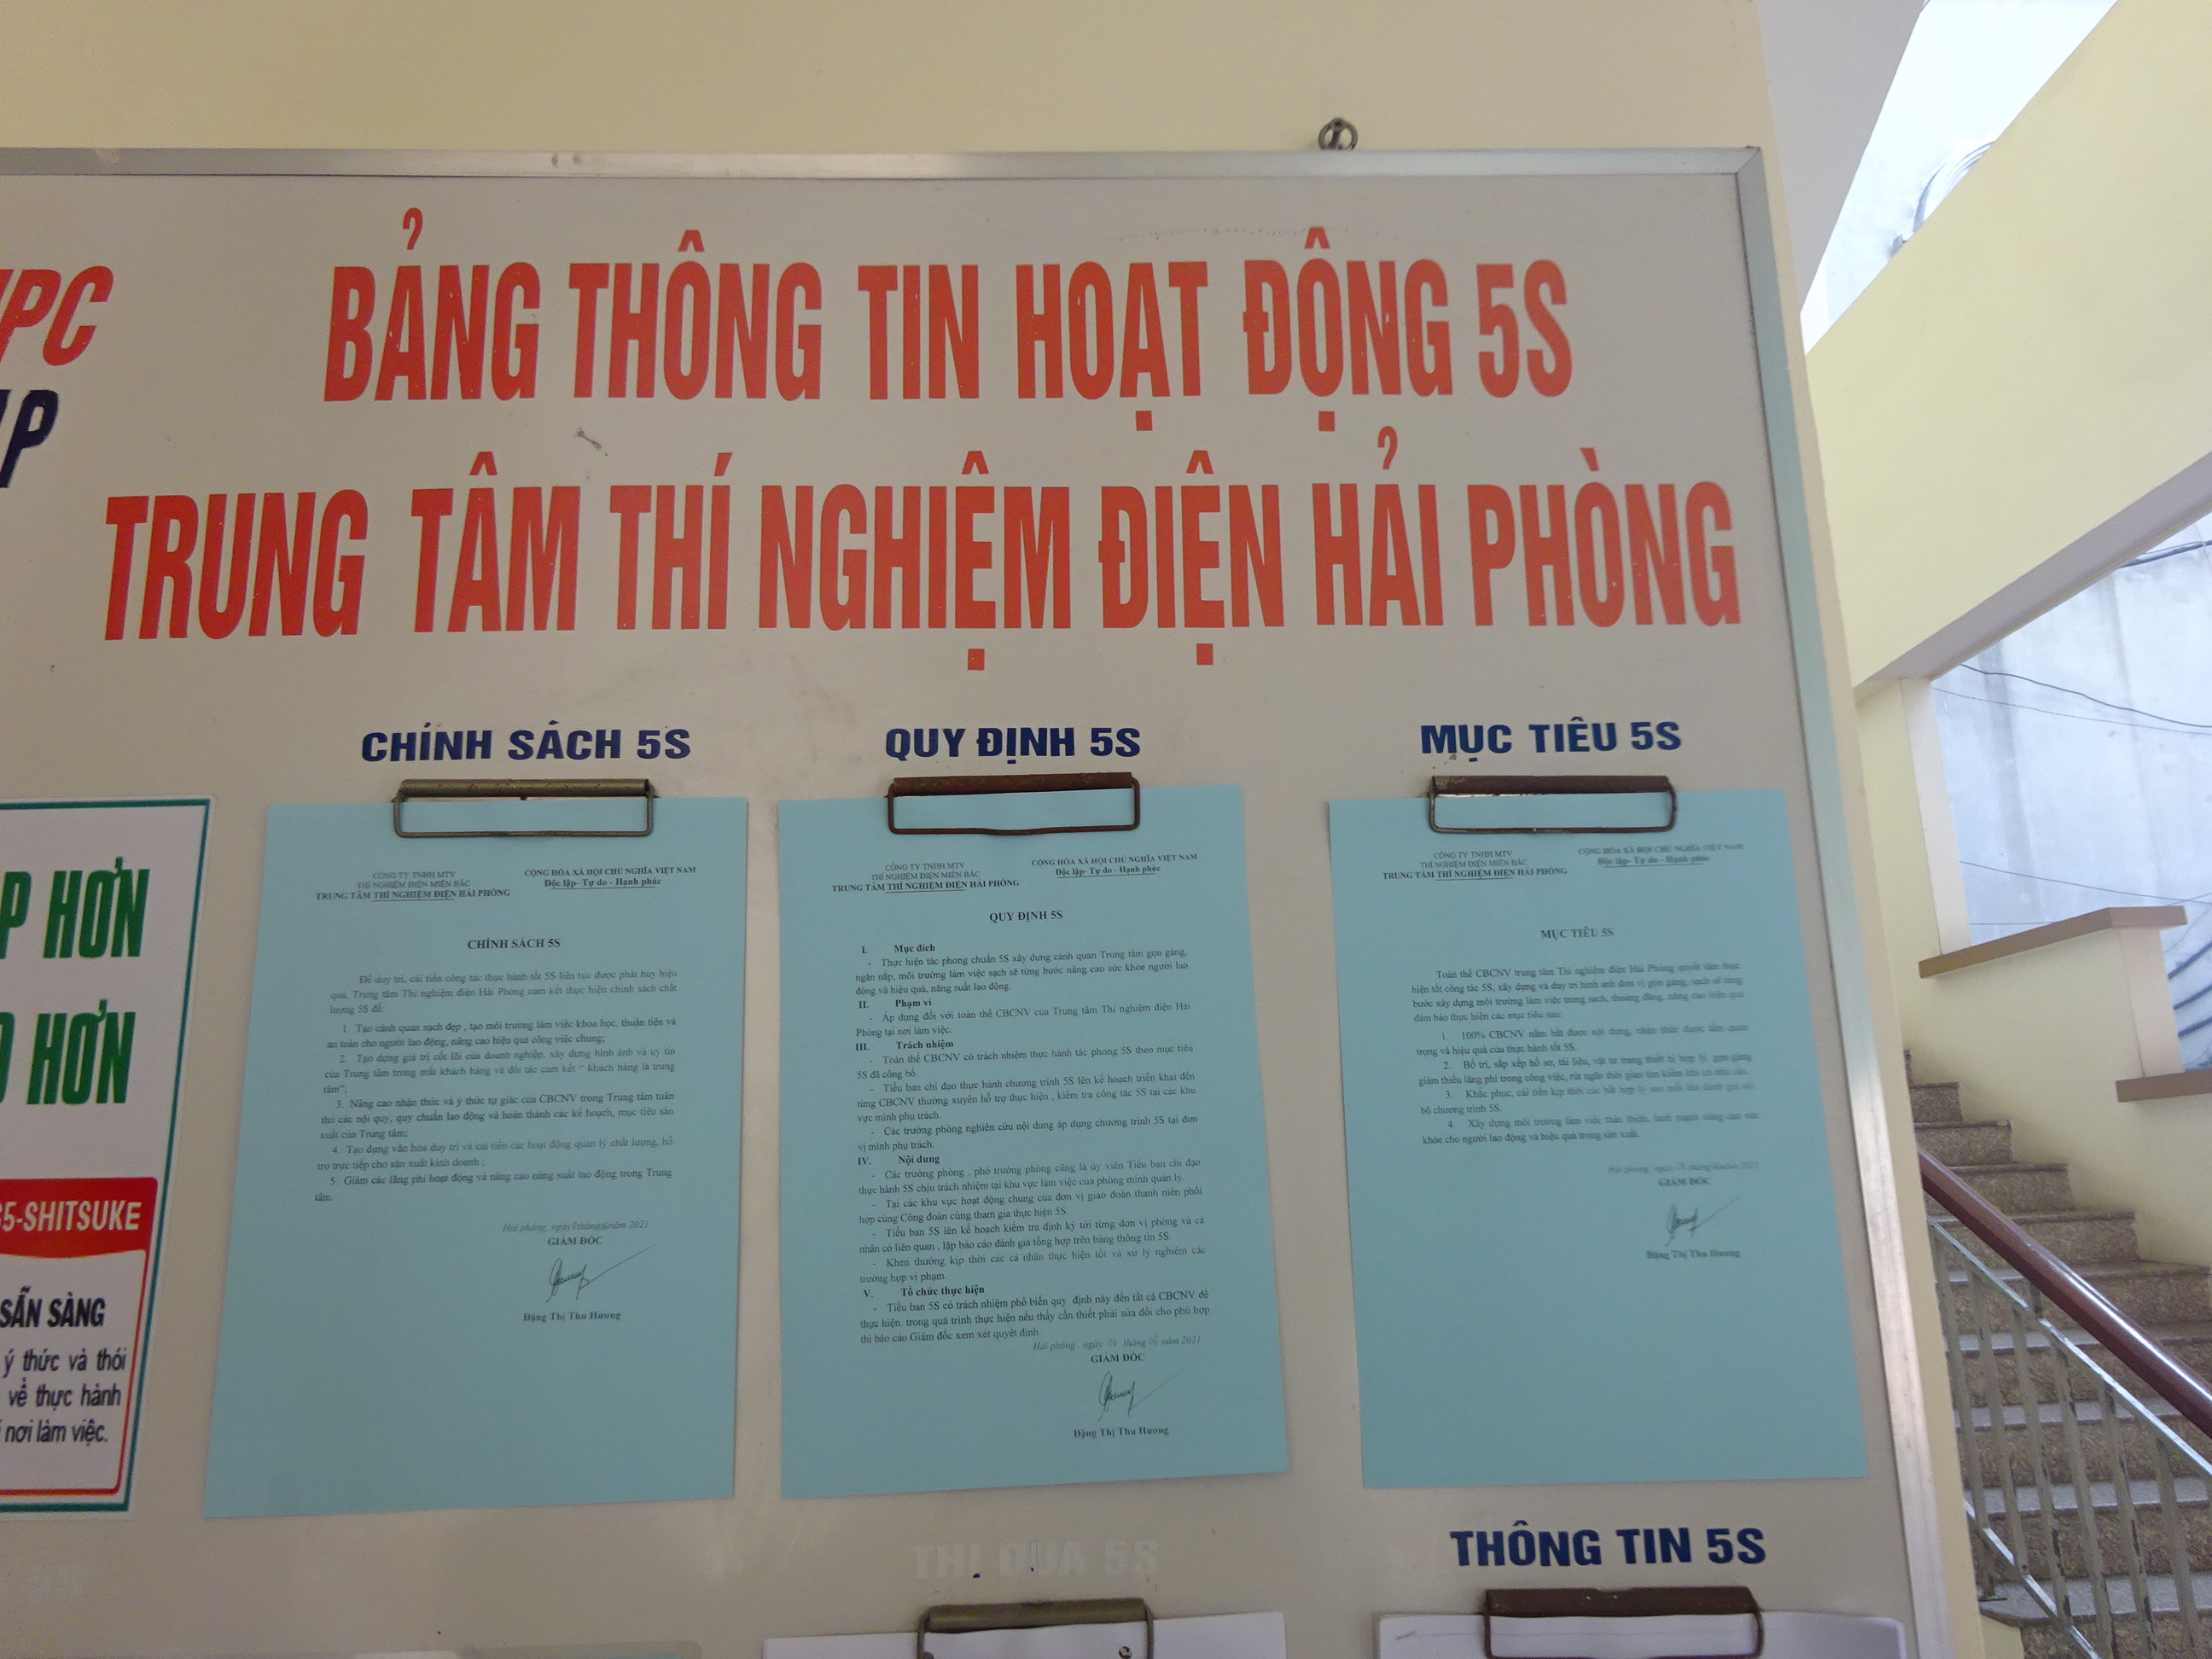 BẢNG THÔNG TIN HOẠT ĐỘNG 5S
TRUNG TÂM THÍ NGHIỆM ĐIỆN HẢI PHÒNG
PC
P
HƠN
HƠN
S5-SHITSUKE
SẴN SÀNG
ý thức và thói
về thực hành
nơi làm việc.
CHÍNH SÁCH 5S
CÔNG TY TNHH MTV
THÍ NGHIỆM ĐIỆN MIỀN BẮC
TRUNG TÂM THÍ NGHIỆM ĐIỆN HẢI PHÒNG
CỘNG HÒA XÃ HỘI CHỦ NGHĨA VIỆT NAM
Độc lập- Tự do - Hạnh phúc
CHÍNH SÁCH 5S
Để duy trì, cải tiến công tác thực hành tốt 5S liên tục được phát huy hiệu
quả, Trung tâm Thí nghiệm điện Hải Phòng cam kết thực hiện chính sách chất
lượng 5S để:
1. Tạo cảnh quan sạch đẹp , tạo môi trường làm việc khoa học, thuận tiện và
an toàn cho người lao động, nâng cao hiệu quả công việc chung;
2. Tạo dựng giá trị cốt lõi của doanh nghiệp, xây dựng hình ảnh và uy tín
của Trung tâm trong mắt khách hàng và đối tác cam kết " khách hàng là trung
tâm";
3. Nâng cao nhận thức và ý thức tự giác của CBCNV trong Trung tâm tuân
thủ các nội quy, quy chuẩn lao động và hoàn thành các kế hoạch, mục tiêu sản
xuất của Trung tâm;
4. Tạo dựng văn hóa duy trì và cải tiến các hoạt động quản lý chất lượng, hỗ
trợ trực tiếp cho sản xuất kinh doanh ;
5. Giảm các lãng phí hoạt động và nâng cao năng suất lao động trong Trung
tâm.
Hải phòng, ngày tháng năm 2021
GIÁM ĐỐC
Đặng Thị Thu Hương
QUY ĐỊNH 5S
CÔNG TY TNHH MTV
THÍ NGHIỆM ĐIỆN MIỀN BẮC
TRUNG TÂM THÍ NGHIỆM ĐIỆN HẢI PHÒNG
CỘNG HÒA XÃ HỘI CHỦ NGHĨA VIỆT NAM
Độc lập- Tự do - Hạnh phúc
QUY ĐỊNH 5S
I. Mục đích
- Thực hiện tác phong chuẩn 5S xây dựng cảnh quan Trung tâm gọn gàng,
ngăn nắp, môi trường làm việc sạch sẽ từng bước nâng cao sức khỏe người lao
động và hiệu quả, năng suất lao động.
II. Phạm vi
- Áp dụng đối với toàn thể CBCNV của Trung tâm Thí nghiệm điện Hải
Phòng tại nơi làm việc.
III. Trách nhiệm
- Toàn thể CBCNV có trách nhiệm thực hành tác phong 5S theo mục tiêu
5S đã công bố.
- Tiểu ban chỉ đạo thực hành chương trình 5S lên kế hoạch triển khai đến
từng CBCNV thường xuyên hỗ trợ thực hiện , kiểm tra công tác 5S tại các khu
vực mình phụ trách.
- Các trưởng phòng nghiên cứu nội dung áp dụng chương trình 5S tại đơn
vị mình phụ trách.
IV. Nội dung
- Các trưởng phòng , phó trưởng phòng cũng là ủy viên Tiểu ban chỉ đạo
thực hành 5S chịu trách nhiệm tại khu vực làm việc của phòng mình quản lý.
- Tại các khu vực hoạt động chung của đơn vị giao đoàn thanh niên phối
hợp cùng Công đoàn cùng tham gia thực hiện 5S.
- Tiểu ban 5S lên kế hoạch kiểm tra định kỳ tới từng đơn vị phòng và cá
nhân có liên quan , lập báo cáo đánh giá tổng hợp trên bảng thông tin 5S.
- Khen thưởng kịp thời các cá nhân thực hiện tốt và xử lý nghiêm các
trường hợp vi phạm.
V. Tổ chức thực hiện
- Tiểu ban 5S có trách nhiệm phổ biến quy định này đến tất cả CBCNV để
thực hiện. trong quá trình thực hiện nếu thấy cần thiết phải sửa đổi cho phù hợp
thì báo cáo Giám đốc xem xét quyết định.
Hải phòng , ngày tháng 06 năm 2021
GIÁM ĐỐC
Đặng Thị Thu Hương
MỤC TIÊU 5S
CÔNG TY TNHH MTV
THÍ NGHIỆM ĐIỆN MIỀN BẮC
TRUNG TÂM THÍ NGHIỆM ĐIỆN HẢI PHÒNG
CỘNG HÒA XÃ HỘI CHỦ NGHĨA VIỆT NAM
Độc lập- Tự do - Hạnh phúc
MỤC TIÊU 5S
Toàn thể CBCNV trung tâm Thí nghiệm điện Hải Phòng quyết tâm thực
hiện tốt công tác 5S, xây dựng và duy trì hình ảnh đơn vị gọn gàng, sạch sẽ từng
bước xây dựng môi trường làm việc trong sạch, thoáng đãng, nâng cao hiệu quả
đảm bảo thực hiện các mục tiêu sau:
1. 100% CBCNV nắm bắt được nội dung, nhận thức được tầm quan
trọng và hiệu quả của thực hành tốt 5S.
2. Bố trí, sắp xếp hồ sơ, tài liệu, vật tư trang thiết bị hợp lý, gọn gàng
giảm thiểu lãng phí trong công việc, rút ngắn thời gian tìm kiếm khi có nhu cầu.
3. Khắc phục, cải tiến kịp thời các bất hợp lý sau mỗi lần đánh giá nội
bộ chương trình 5S.
4. Xây dựng môi trường làm việc thân thiện, lành mạnh nâng cao sức
khỏe cho người lao động và hiệu quả trong sản xuất.
Hải phòng, ngày tháng năm 2021
GIÁM ĐỐC
Đặng Thị Thu Hương
THI ĐUA 5S
THÔNG TIN 5S